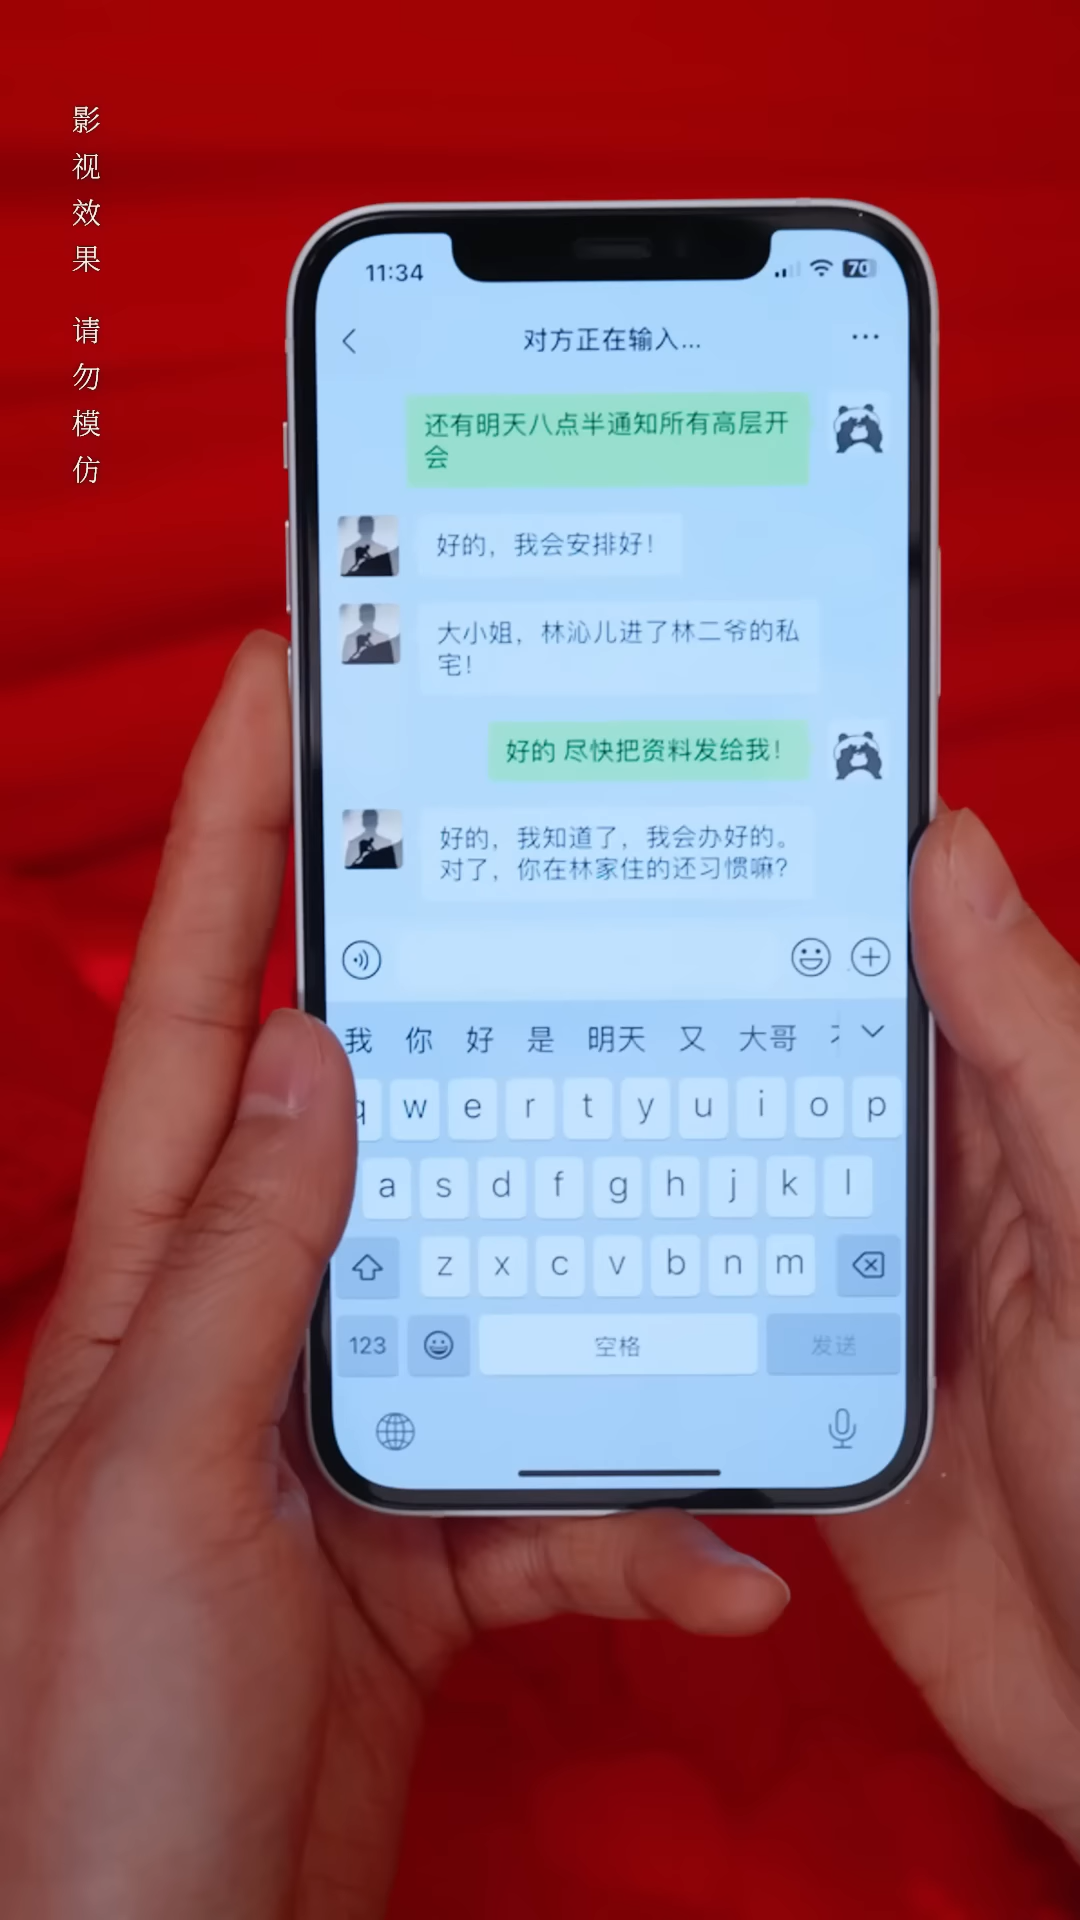 影视效果 请勿模仿
11:34
70
对方正在输入...
还有明天八点半通知所有高层开
会
好的，我会安排好！
大小姐，林沁儿进了林二爷的私
宅！
好的 尽快把资料发给我！
好的，我知道了，我会办好的。
对了，你在林家住的还习惯嘛？
我 你 好 是 明天 又 大哥
q w e r t y u i o p
a s d f g h j k l
z x c v b n m
123 空格 发送